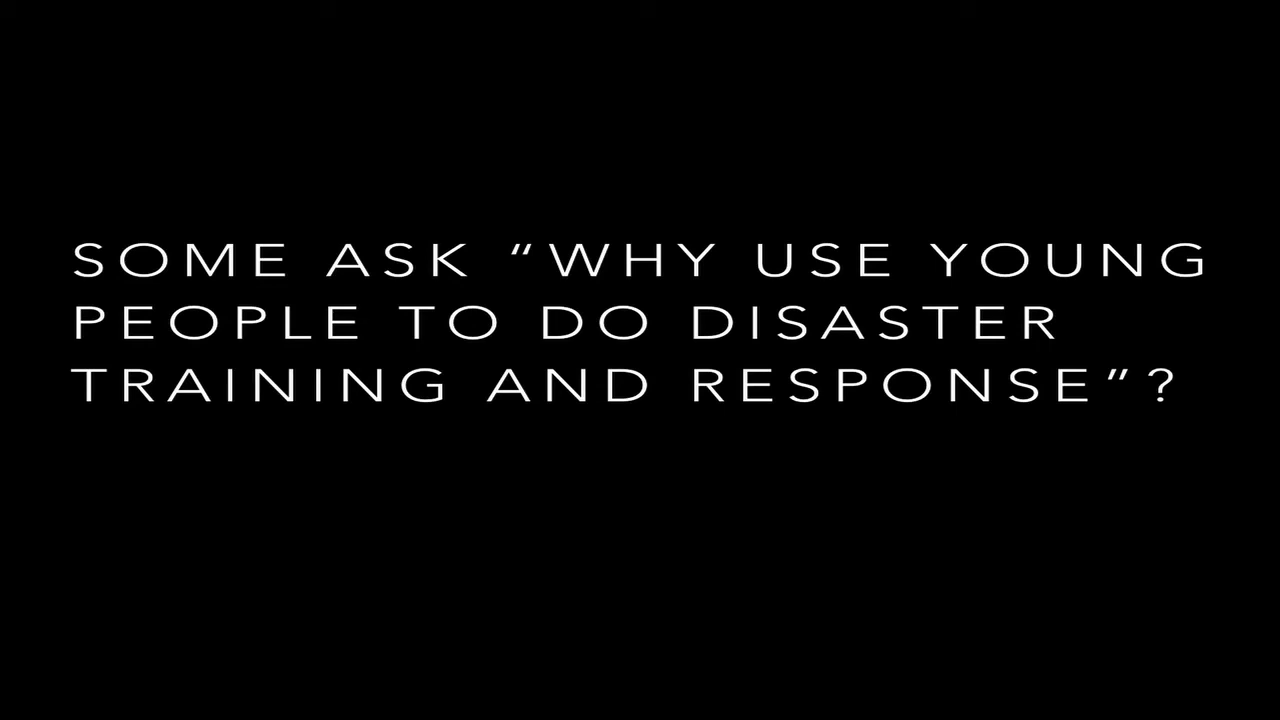 SOME ASK “WHY USE YOUNG
PEOPLE TO DO DISASTER
TRAINING AND RESPONSE”?